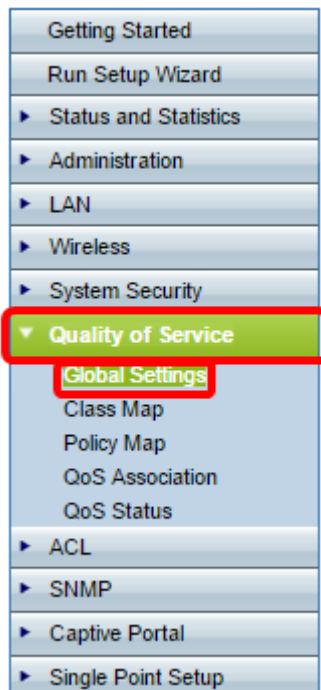 Getting Started
Run Setup Wizard
Status and Statistics
Administration
LAN
Wireless
System Security
Quality of Service
Global Settings
Class Map
Policy Map
QoS Association
QoS Status
ACL
SNMP
Captive Portal
Single Point Setup